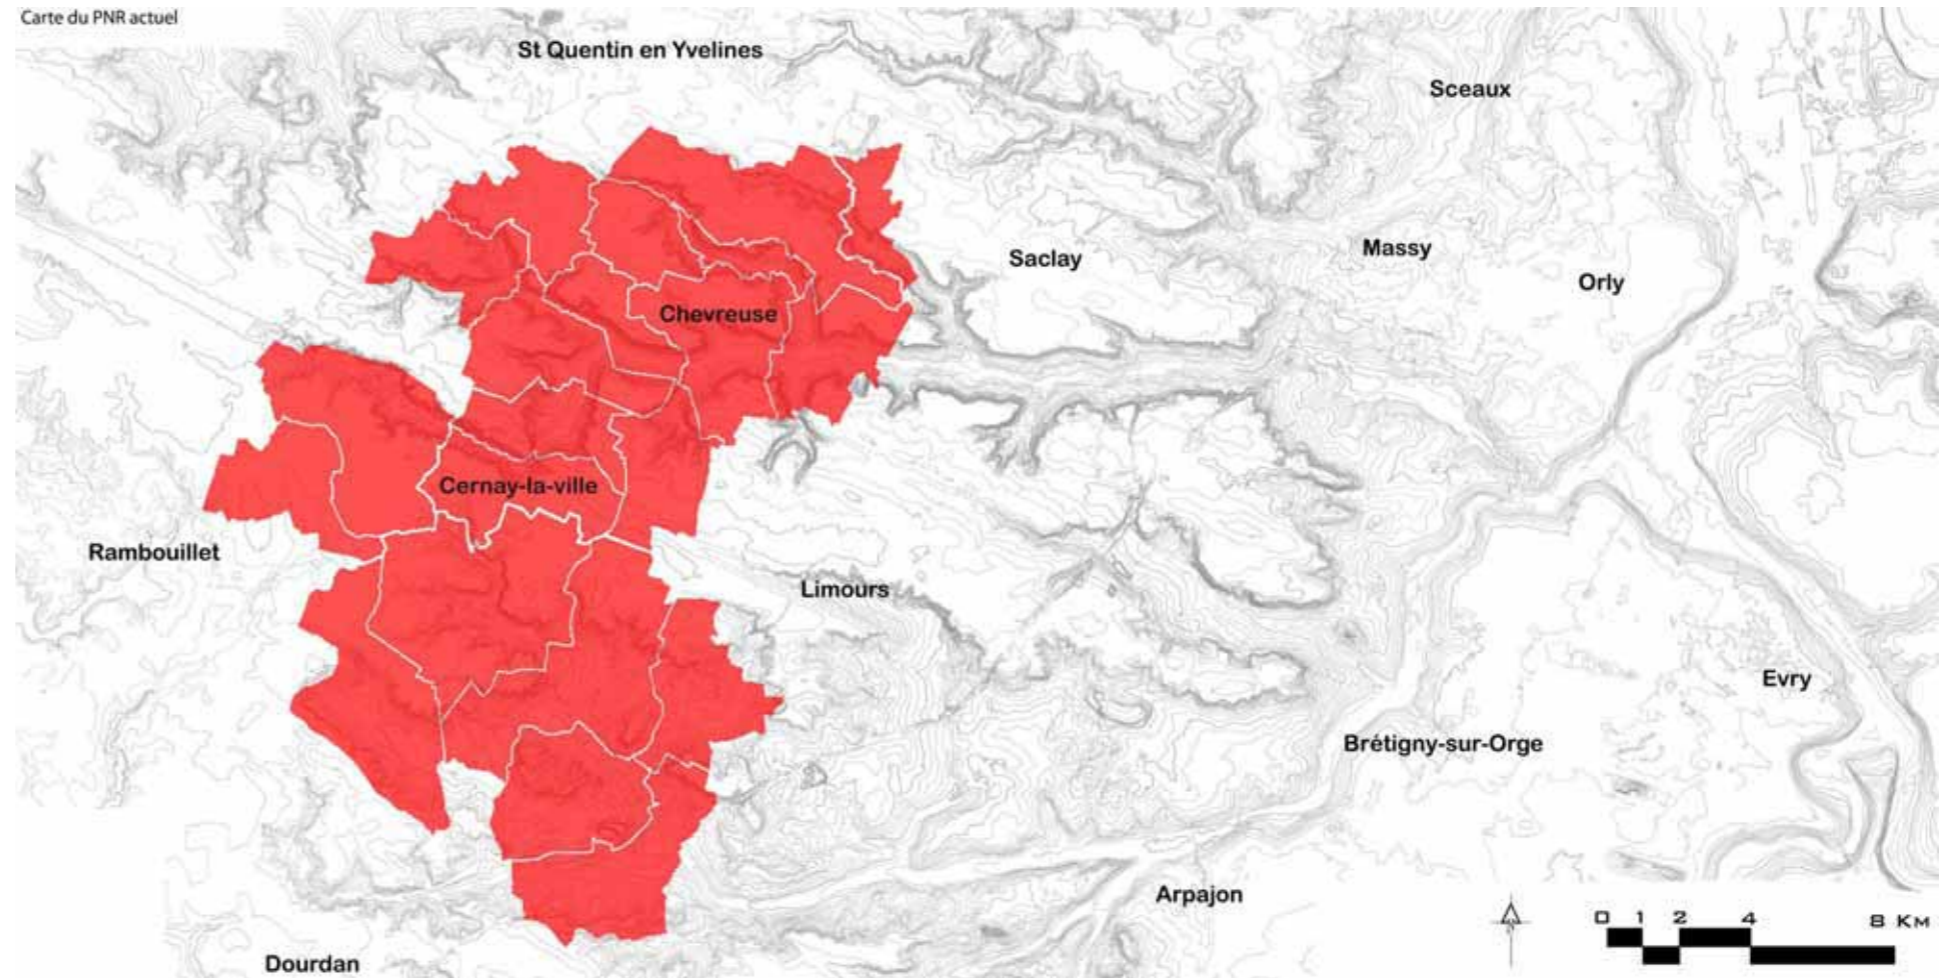 Carte du PNR actuel
St Quentin en Yvelines
Sceaux
Massy
Saclay
Orly
Chevreuse
Cernay-la-ville
Rambouillet
Limours
Evry
Brétigny-sur-Orge
Arpajon
0 1 2 4 8 KM
Dourdan